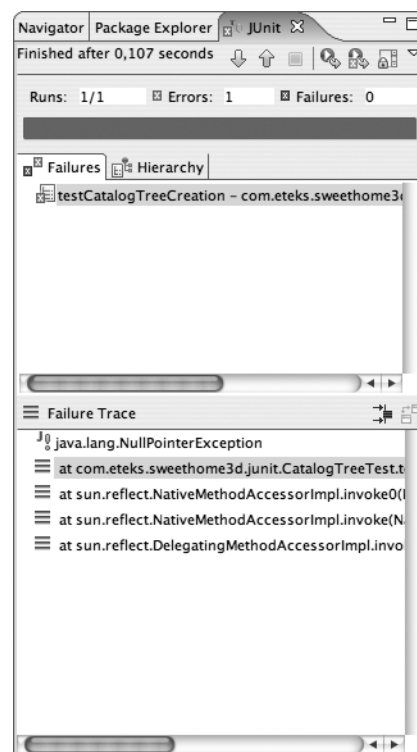 Navigator Package Explorer JUnit
Finished after 0,107 seconds
Runs: 1/1 Errors: 1 Failures: 0
Failures Hierarchy
testCatalogTreeCreation – com.eteks.sweethome3d
Failure Trace
java.lang.NullPointerException
at com.eteks.sweethome3d.junit.CatalogTreeTest.t
at sun.reflect.NativeMethodAccessorImpl.invoke0(
at sun.reflect.NativeMethodAccessorImpl.invoke(N
at sun.reflect.DelegatingMethodAccessorImpl.invo